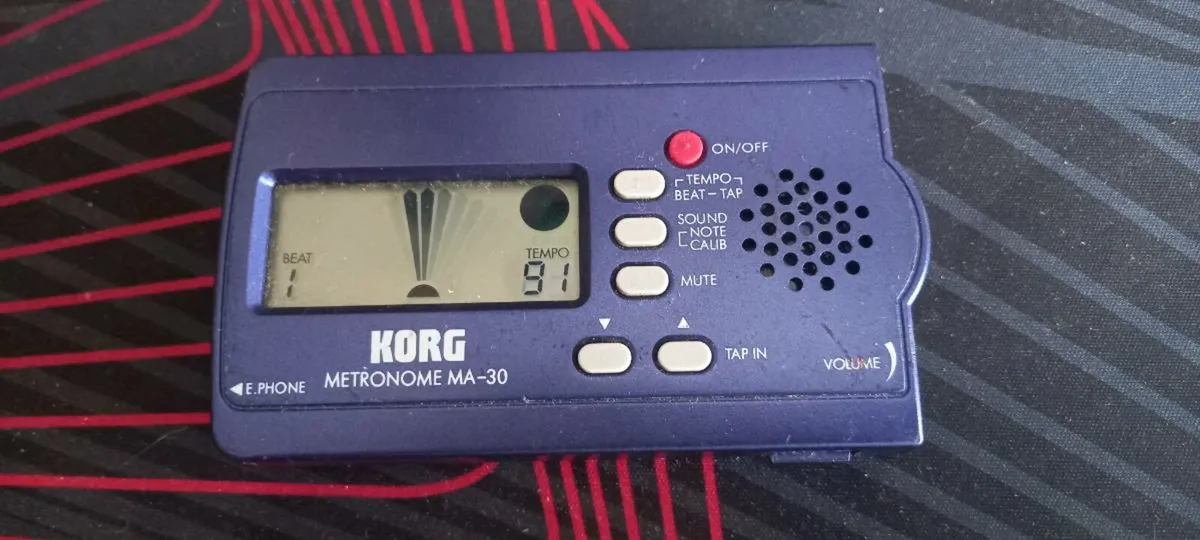 ON/OFF
TEMPO
BEAT–TAP
SOUND
NOTE
CALIB
BEAT
1
TEMPO
91
MUTE
KORG
METRONOME MA-30
TAP IN
VOLUME
E.PHONE